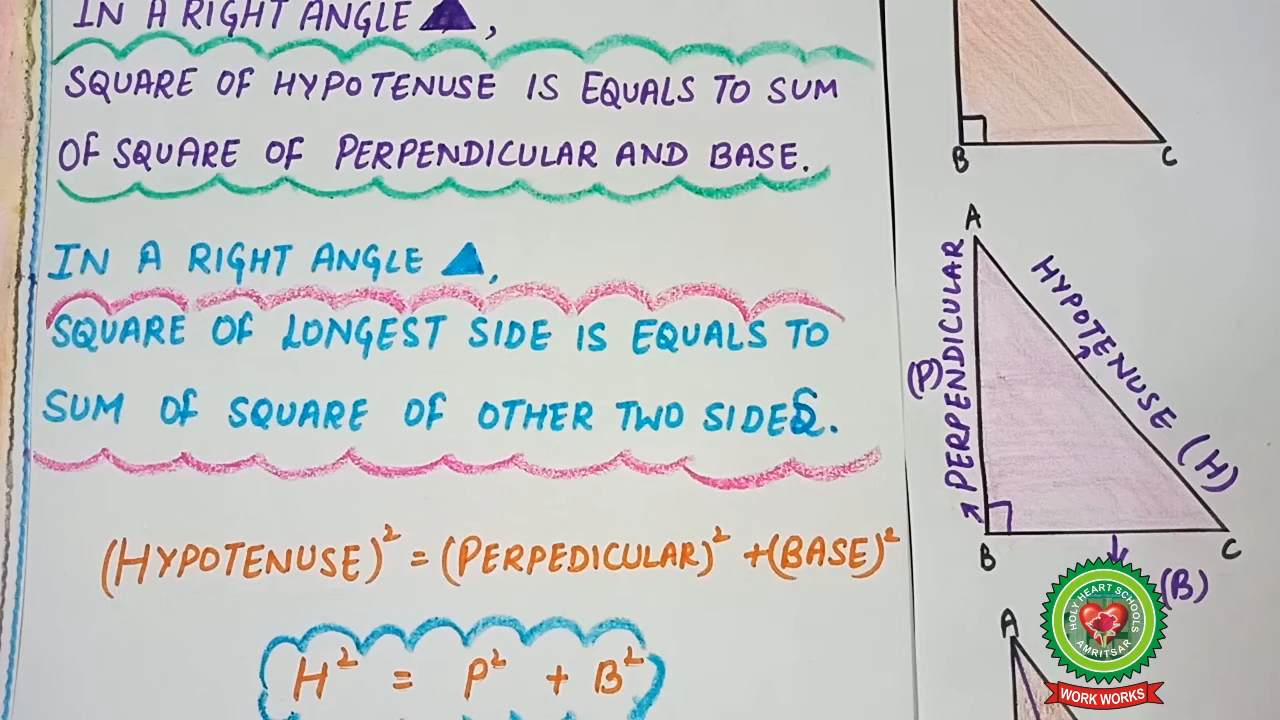 IN A RIGHT ANGLE ,
SQUARE OF HYPOTENUSE IS EQUALS TO SUM
OF SQUARE OF PERPENDICULAR AND BASE.
IN A RIGHT ANGLE ,
SQUARE OF LONGEST SIDE IS EQUALS TO
SUM OF SQUARE OF OTHER TWO SIDES.
(HYPOTENUSE)² = (PERPEDICULAR)² + (BASE)²
H² = P² + B²
B C
A
PERPENDICULAR
(P)
HYPOTENUSE (H)
B C
(B)
A
HOLY HEART SCHOOLS
AMRITSAR
WORK WORKS